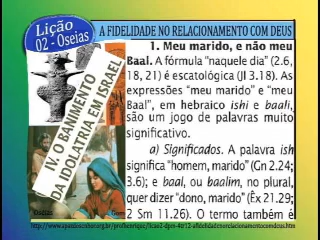 Lição
02 - Oseias
A FIDELIDADE NO RELACIONAMENTO COM DEUS
IV. O BANIMENTO
DA IDOLATRIA EM ISRAEL
1. Meu marido, e não meu
Baal. A fórmula "naquele dia" (2.6,
18, 21) é escatológica (Jl 3.18). As
expressões "meu marido" e "meu
Baal", em hebraico ishi e baali,
são um jogo de palavras muito
significativo.
a) Significados. A palavra ish
significa "homem, marido" (Gn 2.24;
3.6); e baal, ou baalim, no plural,
quer dizer "dono, marido" (Êx 21.29;
2 Sm 11.26). O termo também é